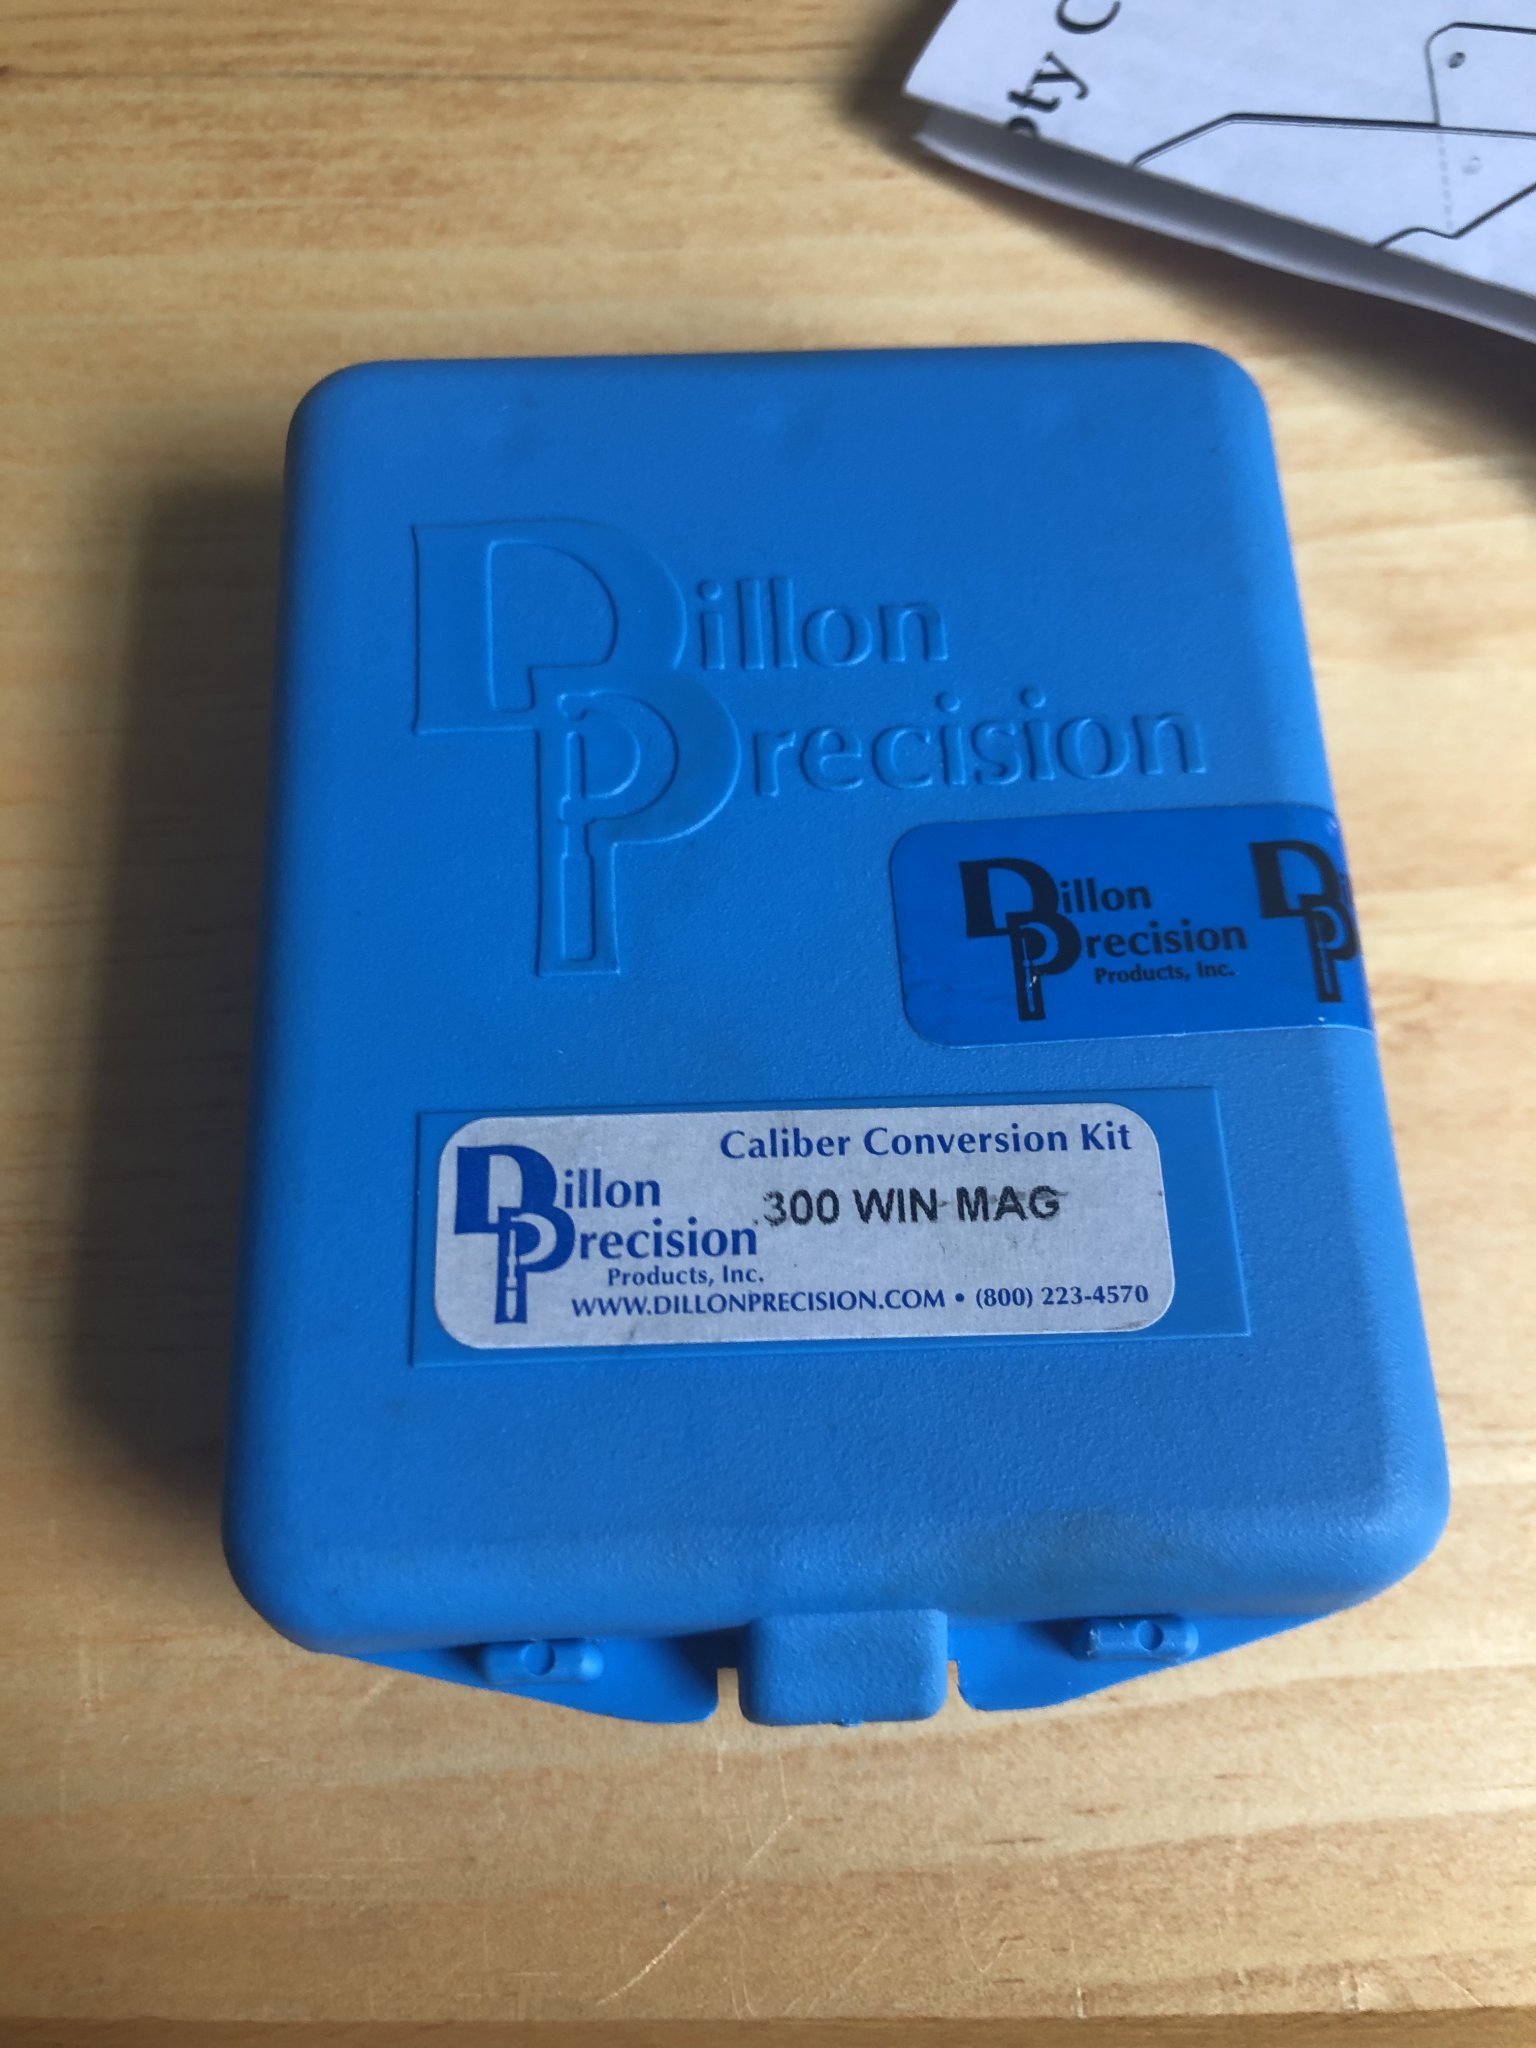 pty C
Dillon
Precision
Dillon
Precision
Products, Inc.
Caliber Conversion Kit
Dillon
Precision
.300 WIN MAG
Products, Inc.
WWW.DILLONPRECISION.COM • (800) 223-4570